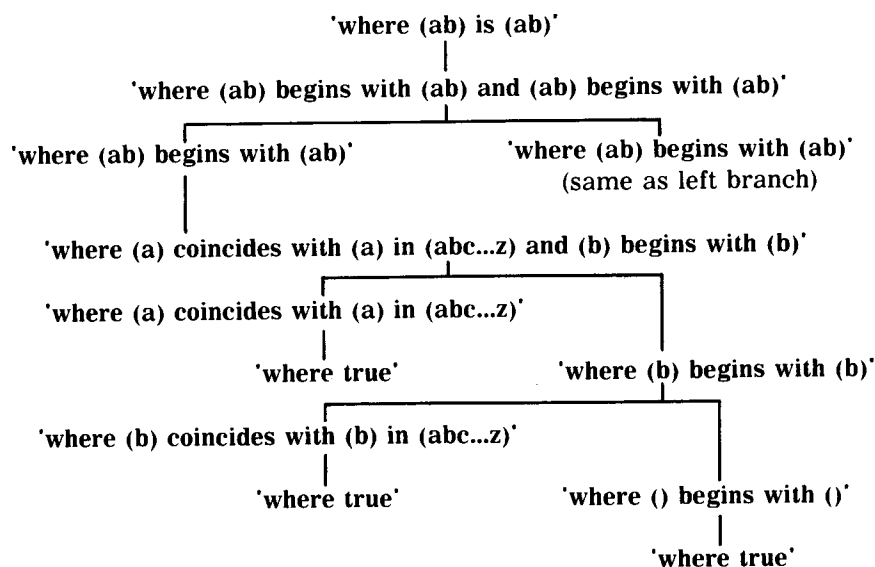 'where (ab) is (ab)'
'where (ab) begins with (ab) and (ab) begins with (ab)'
'where (ab) begins with (ab)' 'where (ab) begins with (ab)'
(same as left branch)
'where (a) coincides with (a) in (abc...z) and (b) begins with (b)'
'where (a) coincides with (a) in (abc...z)'
'where true' 'where (b) begins with (b)'
'where (b) coincides with (b) in (abc...z)'
'where true' 'where () begins with ()'
'where true'